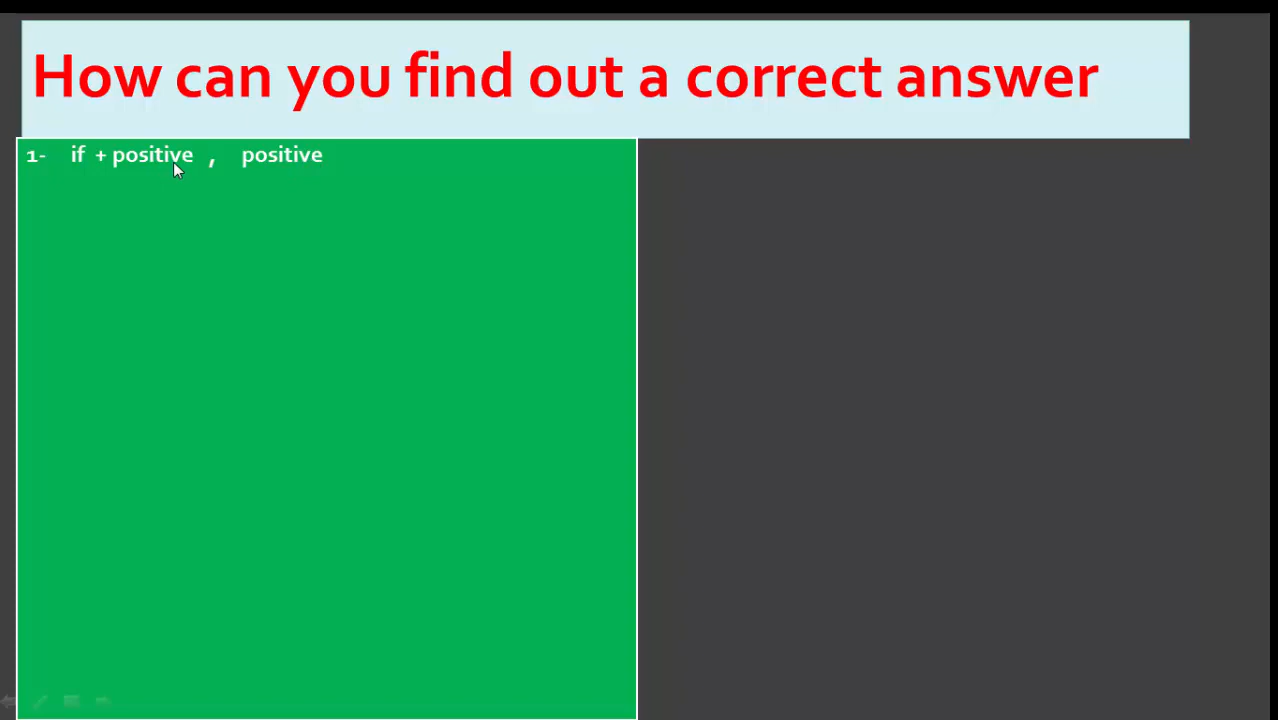 How can you find out a correct answer
1- if + positive , positive